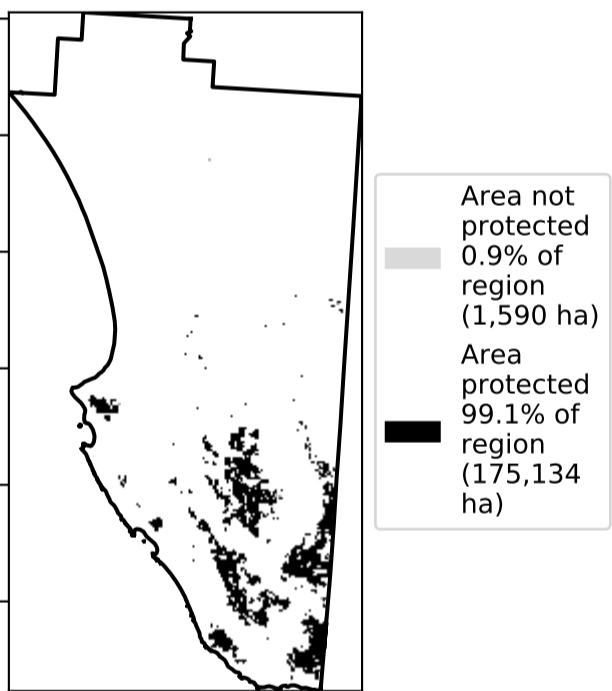 Area not
protected
0.9% of
region
(1,590 ha)
Area
protected
99.1% of
region
(175,134
ha)